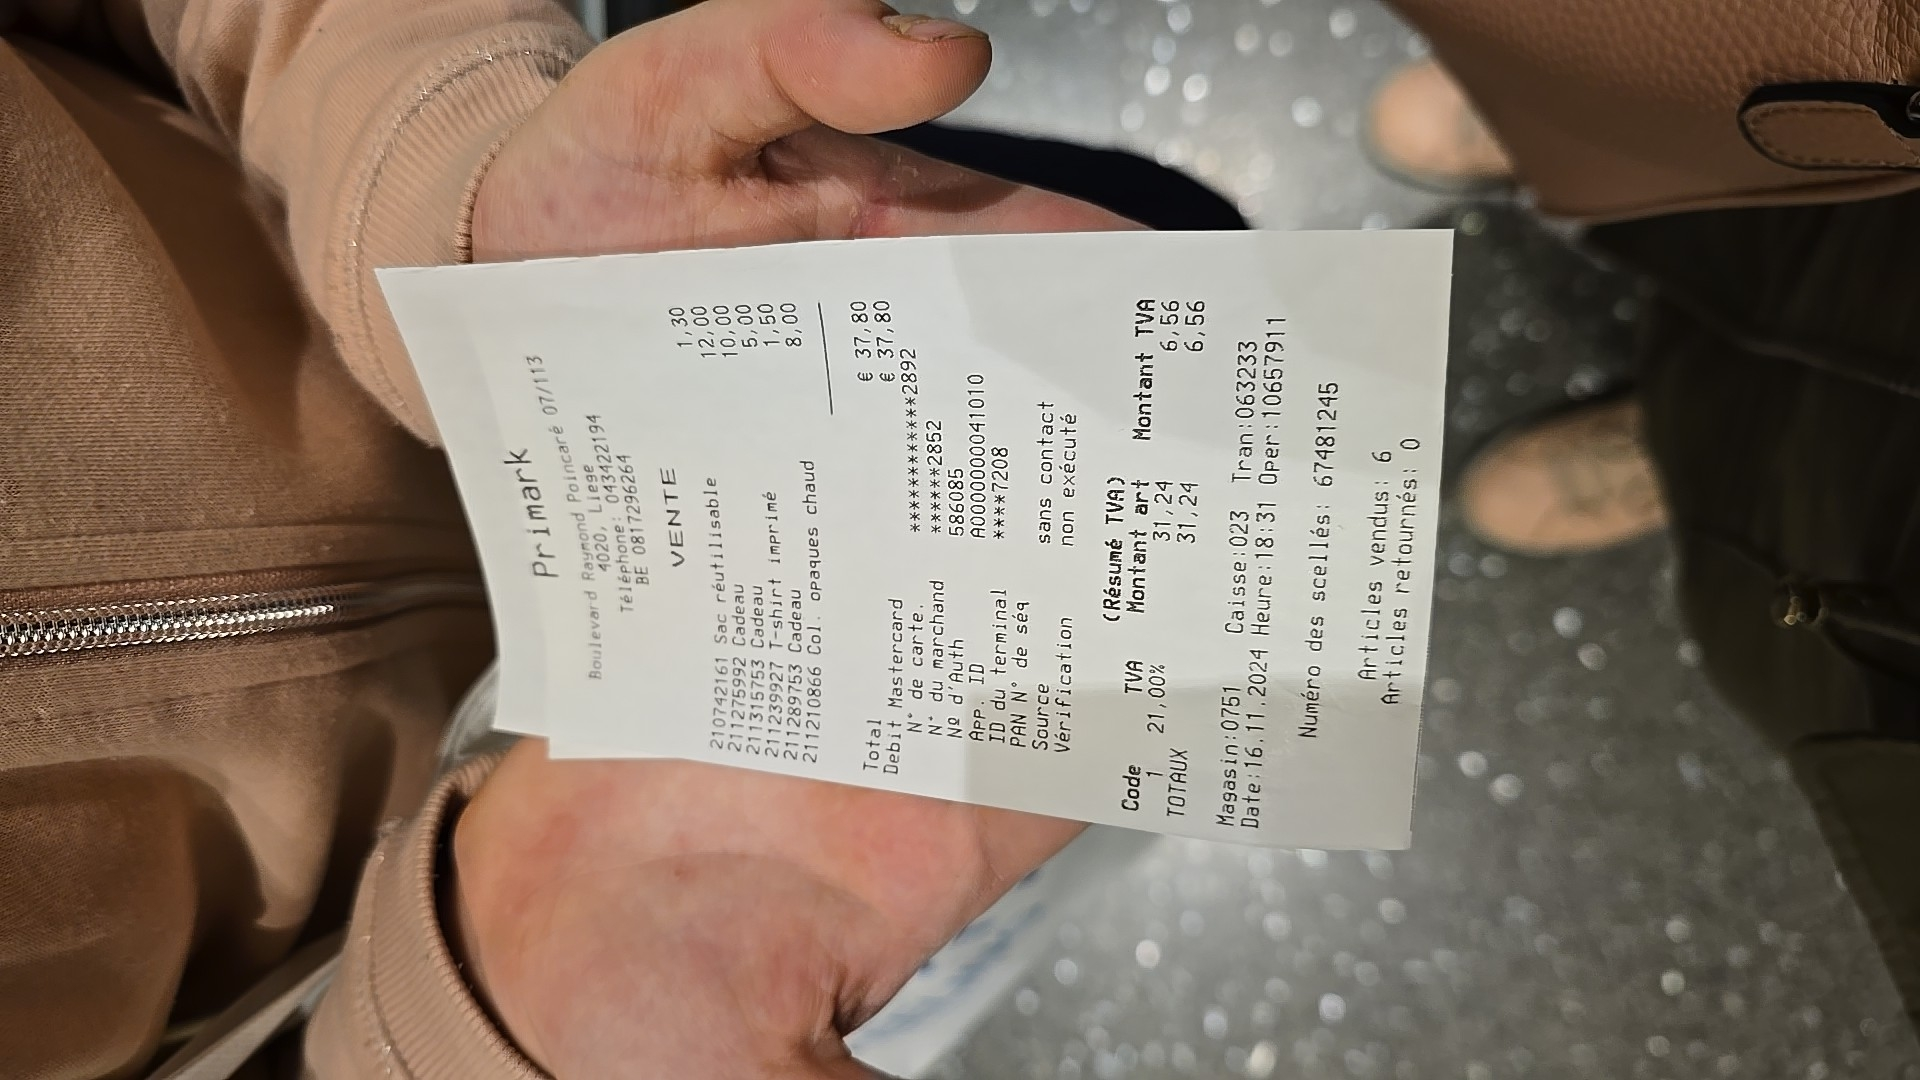 Primark
Boulevard Raymond Poincaré 07/113
4020, Liege
Téléphone: 043422194
BE 0817296264
VENTE
210742161 Sac réutilisable 1,30
211275992 Cadeau 12,00
211315753 Cadeau 10,00
211239927 T-shirt imprimé 5,00
211289753 Cadeau 1,50
211210866 Col. opaques chaud 8,00
Total € 37,80
Debit Mastercard € 37,80
N° de carte. ************2892
N° du marchand ******2852
Nº d'Auth 586085
App. ID A0000000041010
ID du terminal ****7208
PAN N° de séq
Source sans contact
Vérification non exécuté
(Résumé TVA)
Code TVA Montant art Montant TVA
1 21,00% 31,24 6,56
TOTAUX 31,24 6,56
Magasin:0751 Caisse:023 Tran:063233
Date:16.11.2024 Heure:18:31 Oper:10657911
Numéro des scellés: 67481245
Articles vendus: 6
Articles retournés: 0